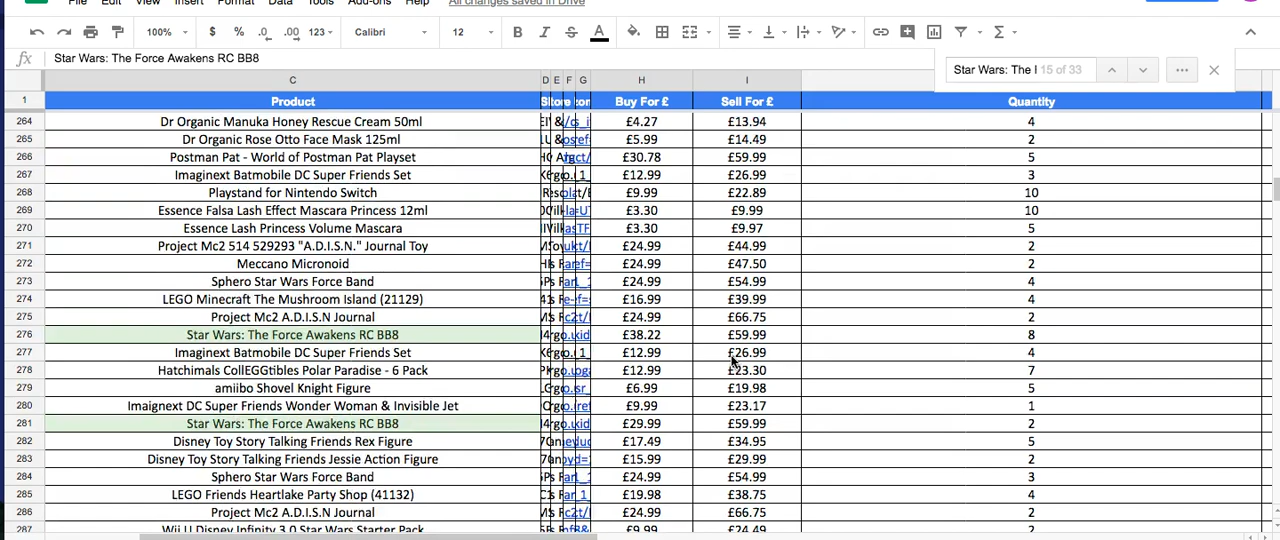 File Edit View Insert Format Data Tools Add-ons Help All changes saved in Drive
100% $ % .0 .00 123 Calibri 12 B I S A
fx Star Wars: The Force Awakens RC BB8 Star Wars: The I 15 of 33
C D E F G H I
1 Product Buy For £ Sell For £ Quantity
264 Dr Organic Manuka Honey Rescue Cream 50ml £4.27 £13.94 4
265 Dr Organic Rose Otto Face Mask 125ml £5.99 £14.49 2
266 Postman Pat - World of Postman Pat Playset £30.78 £59.99 5
267 Imaginext Batmobile DC Super Friends Set £12.99 £26.99 3
268 Playstand for Nintendo Switch £9.99 £22.89 10
269 Essence Falsa Lash Effect Mascara Princess 12ml £3.30 £9.99 10
270 Essence Lash Princess Volume Mascara £3.30 £9.97 5
271 Project Mc2 514 529293 "A.D.I.S.N." Journal Toy £24.99 £44.99 2
272 Meccano Micronoid £24.99 £47.50 2
273 Sphero Star Wars Force Band £24.99 £54.99 4
274 LEGO Minecraft The Mushroom Island (21129) £16.99 £39.99 4
275 Project Mc2 A.D.I.S.N Journal £24.99 £66.75 2
276 Star Wars: The Force Awakens RC BB8 £38.22 £59.99 8
277 Imaginext Batmobile DC Super Friends Set £12.99 £26.99 4
278 Hatchimals CollEGGtibles Polar Paradise - 6 Pack £12.99 £23.30 7
279 amiibo Shovel Knight Figure £6.99 £19.98 5
280 Imaignext DC Super Friends Wonder Woman & Invisible Jet £9.99 £23.17 1
281 Star Wars: The Force Awakens RC BB8 £29.99 £59.99 2
282 Disney Toy Story Talking Friends Rex Figure £17.49 £34.95 5
283 Disney Toy Story Talking Friends Jessie Action Figure £15.99 £29.99 2
284 Sphero Star Wars Force Band £24.99 £54.99 3
285 LEGO Friends Heartlake Party Shop (41132) £19.98 £38.75 4
286 Project Mc2 A.D.I.S.N Journal £24.99 £66.75 2
287 Wii U Disney Infinity 3.0 Star Wars Starter Pack £9.99 £24.49 2